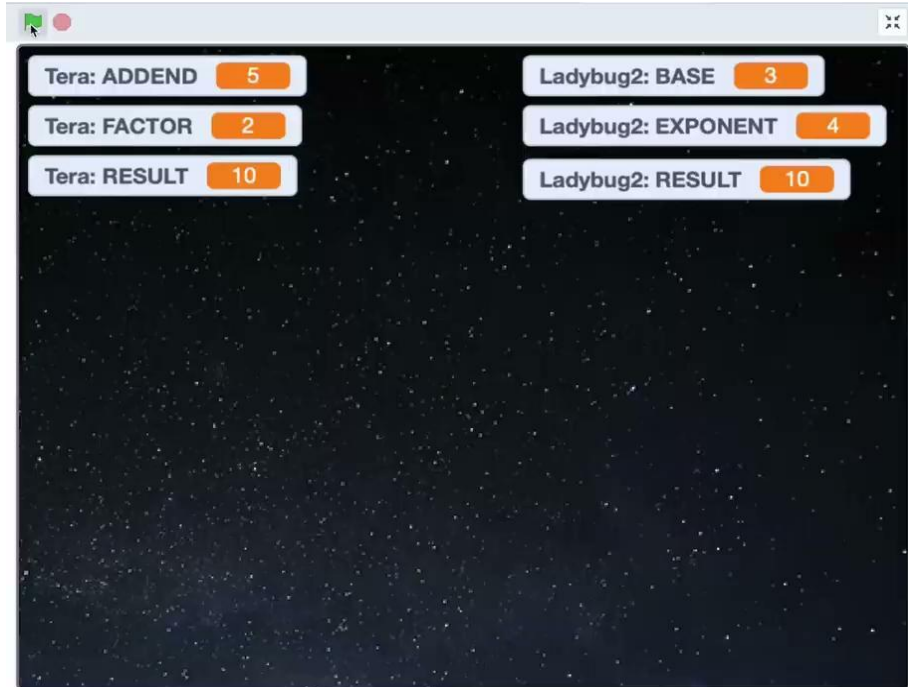 Tera: ADDEND 5
Tera: FACTOR 2
Tera: RESULT 10
Ladybug2: BASE 3
Ladybug2: EXPONENT 4
Ladybug2: RESULT 10